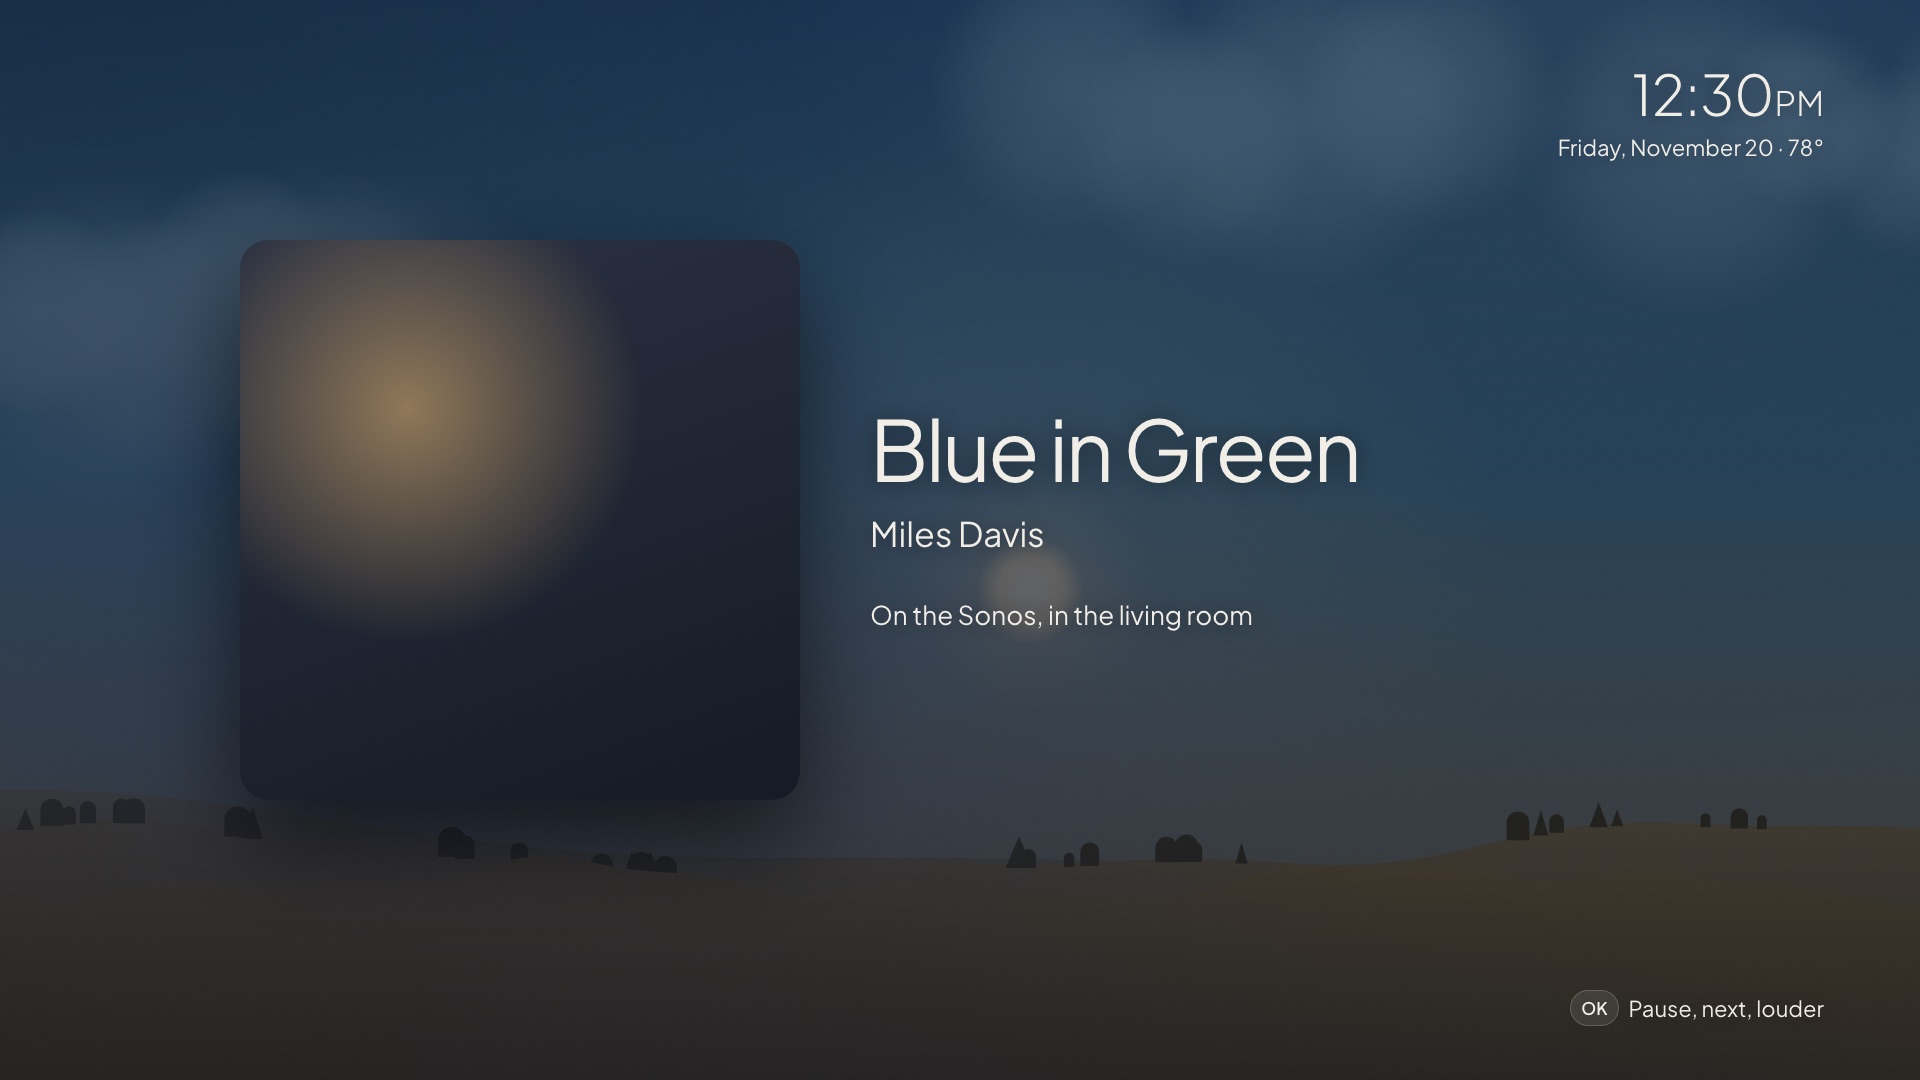 12:30PM
Friday, November 20 · 78°
Blue in Green
Miles Davis
On the Sonos, in the living room
OK Pause, next, louder